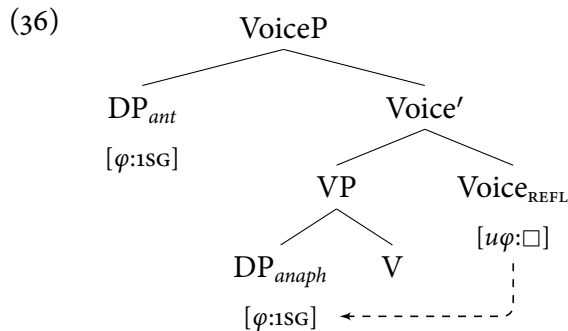 (36) VoiceP
DP_ant Voice′
[φ:1SG]
VP Voice_REFL
[uφ:□]
DP_anaph V
[φ:1SG]